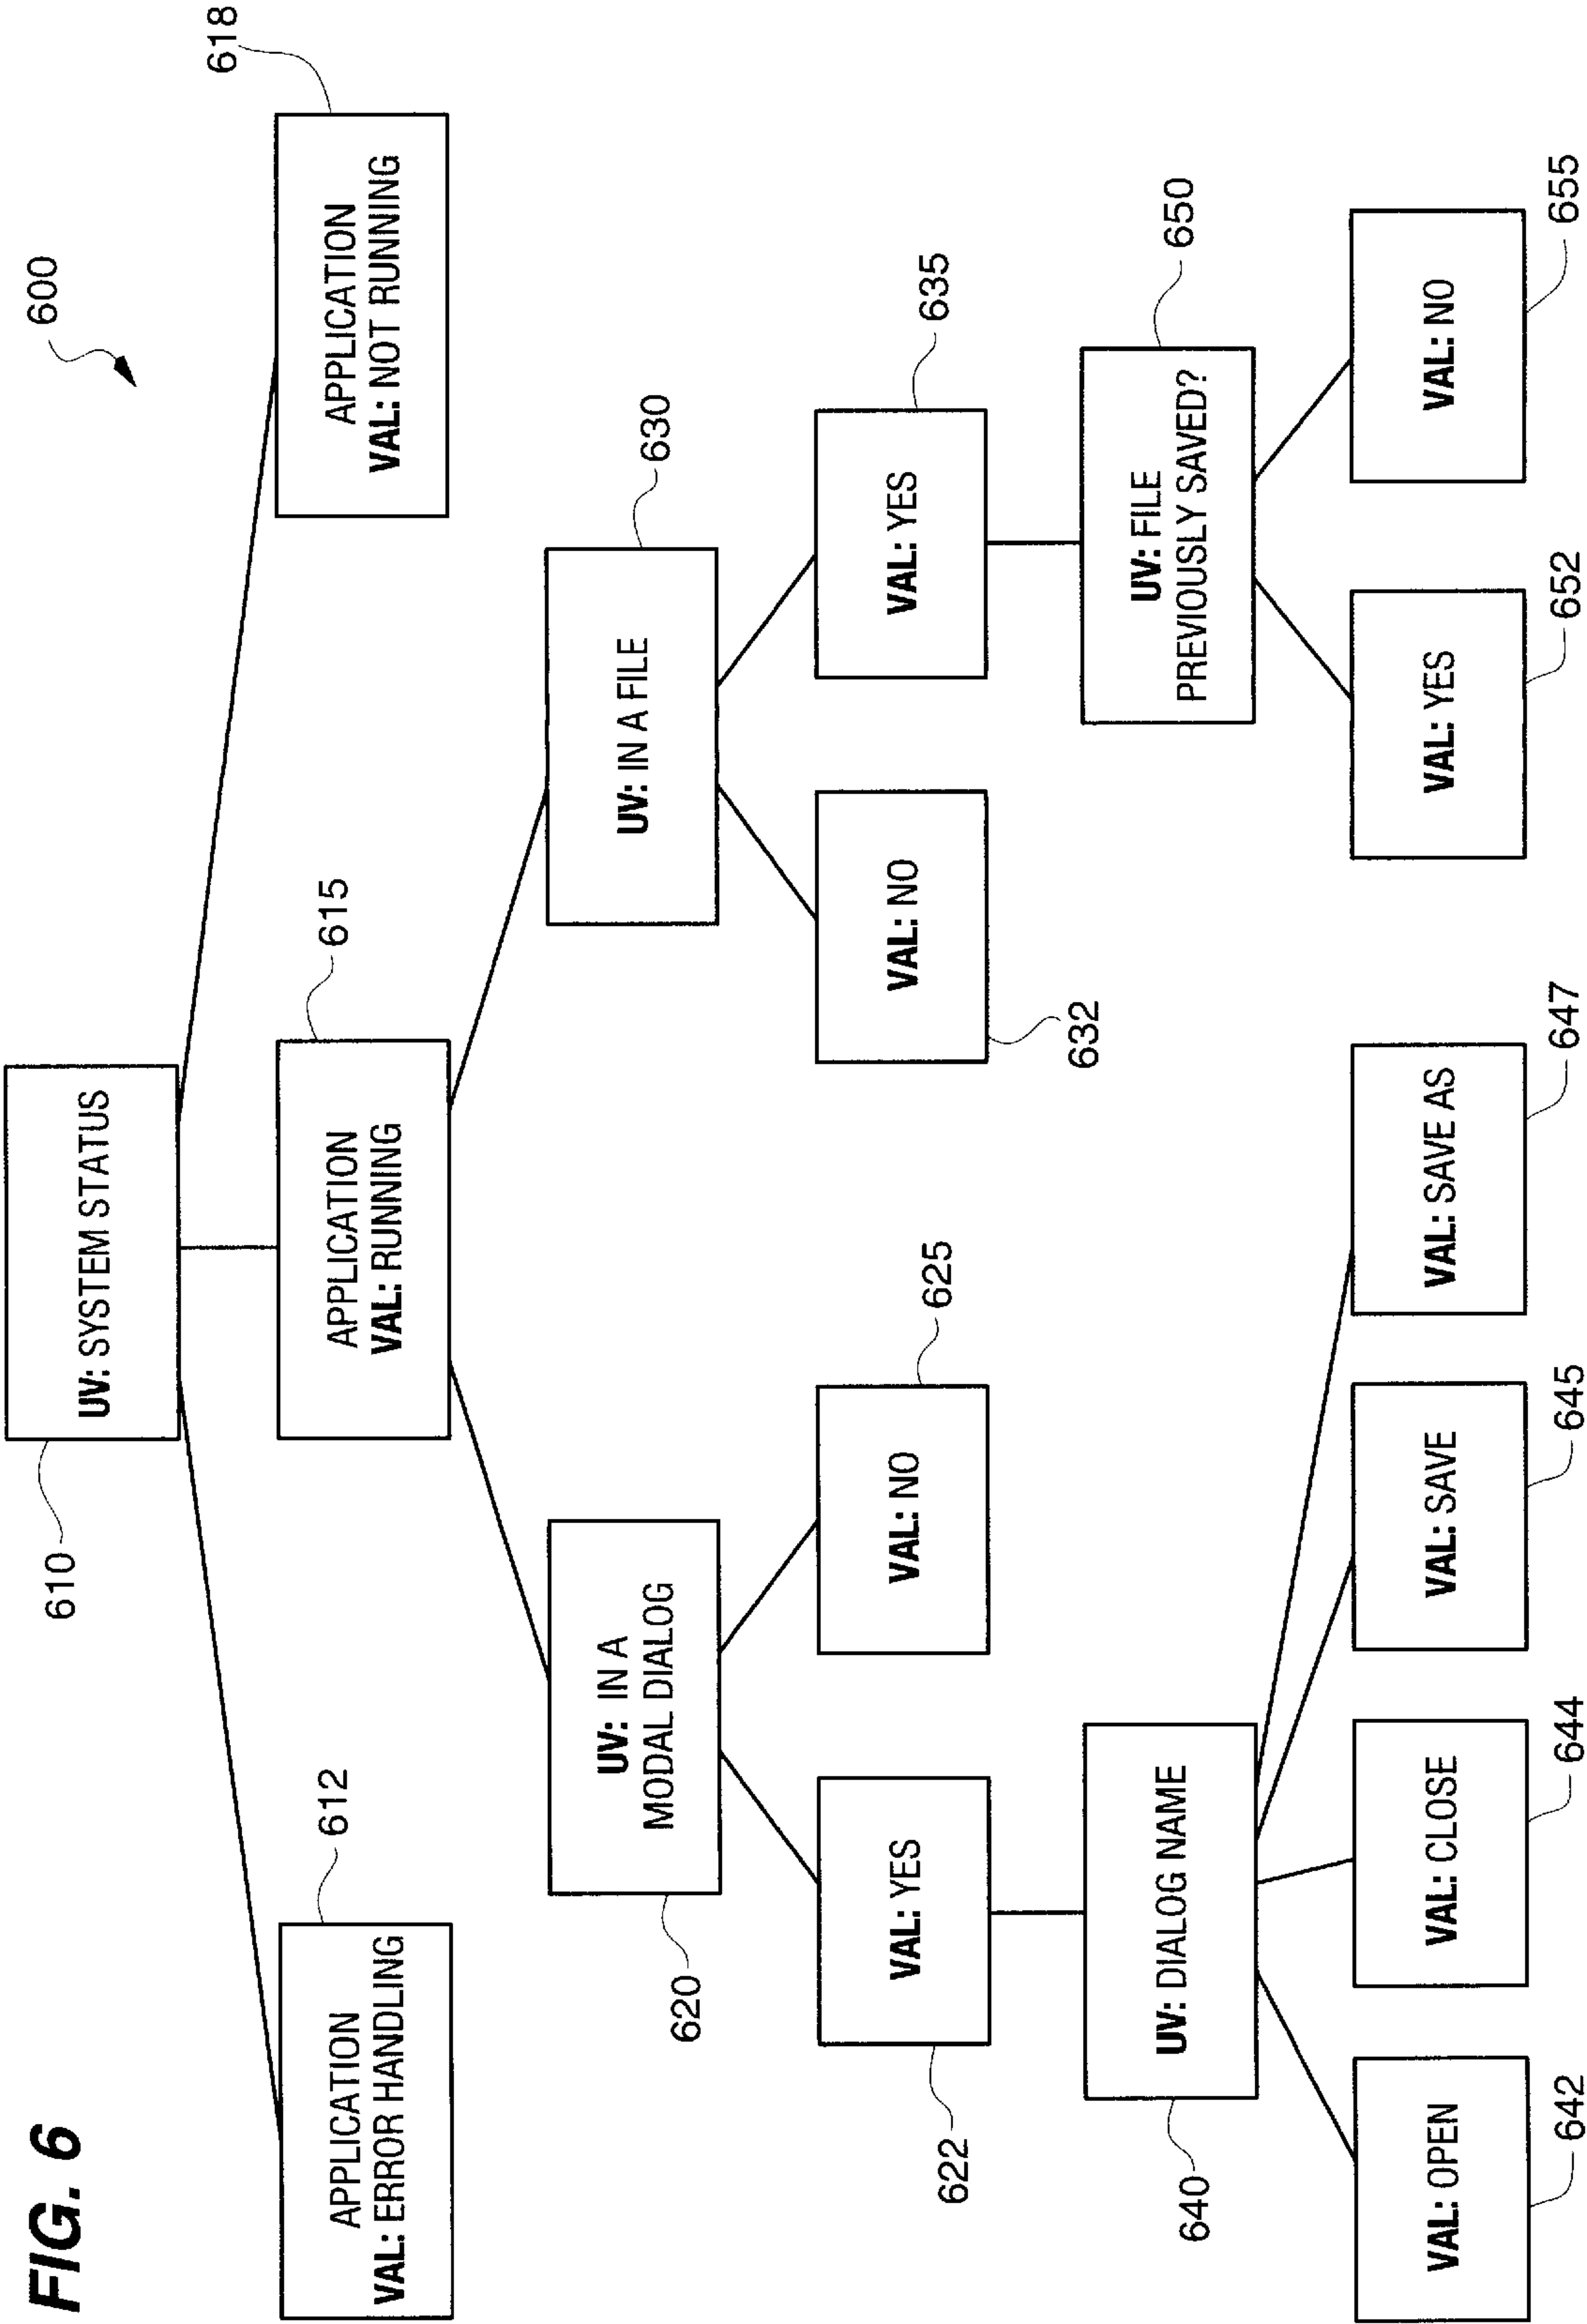 FIG. 6
600
UV: SYSTEM STATUS
610
APPLICATION
VAL: ERROR HANDLING
612
APPLICATION
VAL: RUNNING
615
APPLICATION
VAL: NOT RUNNING
618
UV: IN A
MODAL DIALOG
620
UV: IN A FILE
630
VAL: YES
622
VAL: NO
625
VAL: NO
632
VAL: YES
635
UV: DIALOG NAME
640
UV: FILE
PREVIOUSLY SAVED?
650
VAL: OPEN
642
VAL: CLOSE
644
VAL: SAVE
645
VAL: SAVE AS
647
VAL: YES
652
VAL: NO
655